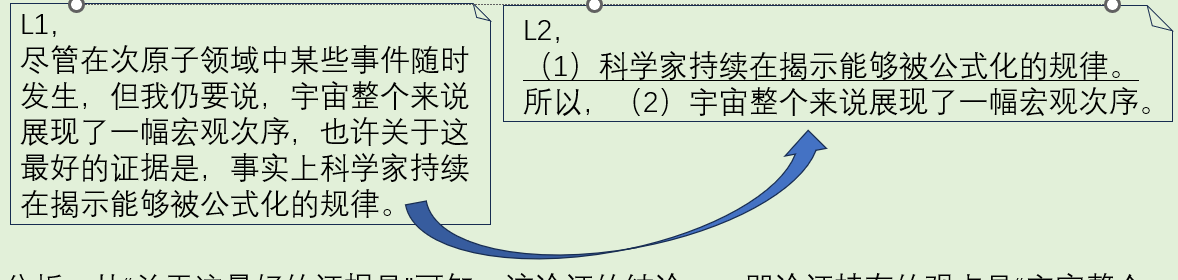 L1,
尽管在次原子领域中某些事件随时
发生，但我仍要说，宇宙整个来说
展现了一幅宏观次序，也许关于这
最好的证据是，事实上科学家持续
在揭示能够被公式化的规律。
L2,
（1）科学家持续在揭示能够被公式化的规律。
所以，（2）宇宙整个来说展现了一幅宏观次序。